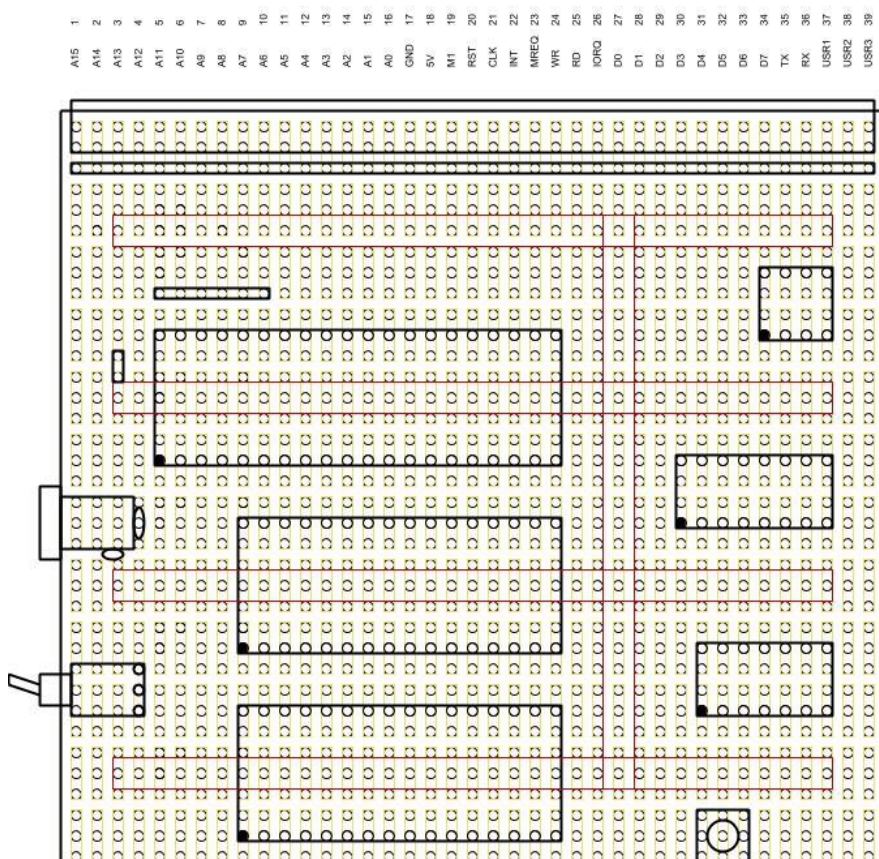 1 2 3 4 5 6 7 8 9 10 11 12 13 14 15 16 17 18 19 20 21 22 23 24 25 26 27 28 29 30 31 32 33 34 35 36 37 38 39
A15 A14 A13 A12 A11 A10 A9 A8 A7 A6 A5 A4 A3 A2 A1 A0 GND 5V M1 RST CLK INT MREQ WR RD IORQ D0 D1 D2 D3 D4 D5 D6 D7 TX RX USR1 USR2 USR3